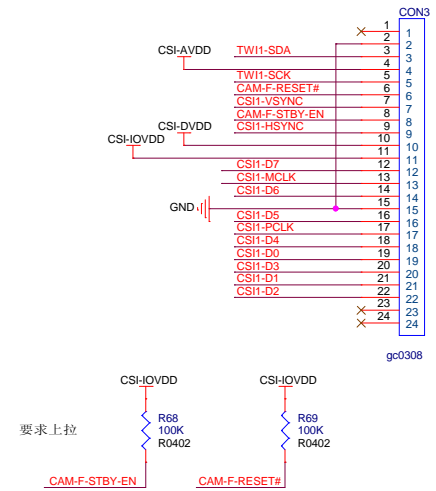 CON3
1 1
2 2
CSI-AVDD TWI1-SDA 3 3
4 4
TWI1-SCK 5 5
CAM-F-RESET# 6 6
CSI1-VSYNC 7 7
CSI-DVDD CAM-F-STBY-EN 8 8
CSI-IOVDD CSI1-HSYNC 9 9
10 10
11 11
CSI1-D7 12 12
CSI1-MCLK 13 13
CSI1-D6 14 14
GND 15 15
CSI1-D5 16 16
CSI1-PCLK 17 17
CSI1-D4 18 18
CSI1-D0 19 19
CSI1-D3 20 20
CSI1-D1 21 21
CSI1-D2 22 22
23 23
24 24
gc0308
CSI-IOVDD CSI-IOVDD
R68 R69
要求上拉 100K 100K
R0402 R0402
CAM-F-STBY-EN CAM-F-RESET#